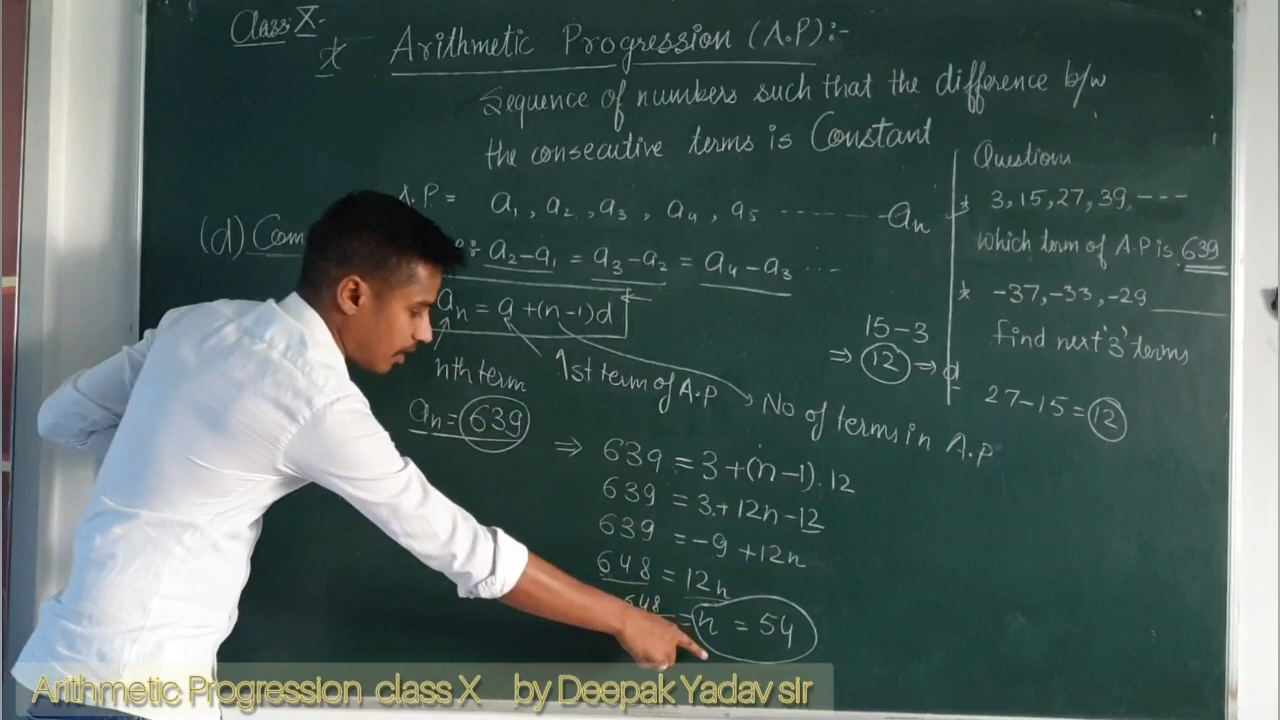 Class: X.
* Arithmetic Progression (A.P):-
Sequence of numbers such that the difference b/w
the consecutive terms is Constant
A.P = a₁, a₂, a₃, a₄, a₅ --------- aₙ
(d) Com
a₂-a₁ = a₃-a₂ = a₄-a₃ ...
aₙ = a+(n-1)d
nth term
1st term of A.P
No of terms in A.P
aₙ = 639
15-3
⇒ 12 ⇒ d
⇒ 639 = 3+(n-1).12
639 = 3+12n-12
639 = -9+12n
648 = 12n
648 = n = 54
Question
* 3, 15, 27, 39, ---
which term of A.P is 639
* -37, -33, -29
find next '3' terms
27-15 = 12
Arithmetic Progression class X by Deepak Yadav sir